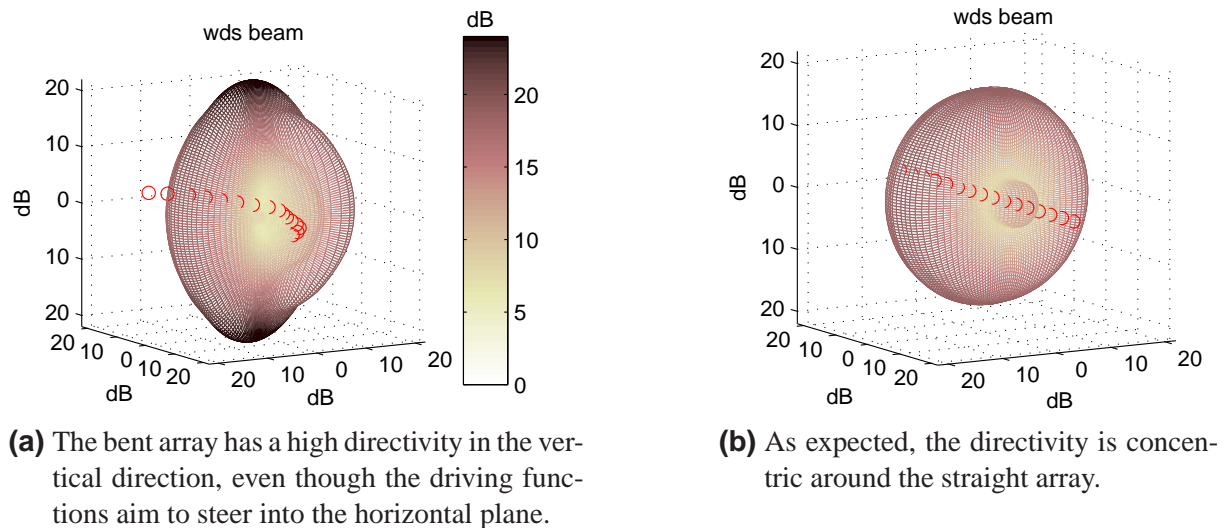 wds beam
dB
20
10
0
10
20
dB
20
10
0
10
20
dB
20
10
0
10
20
dB
20
15
10
5
0
(a) The bent array has a high directivity in the ver-
tical direction, even though the driving func-
tions aim to steer into the horizontal plane.
wds beam
20
10
0
10
20
dB
20
10
0
10
20
dB
20
10
0
10
20
dB
(b) As expected, the directivity is concen-
tric around the straight array.